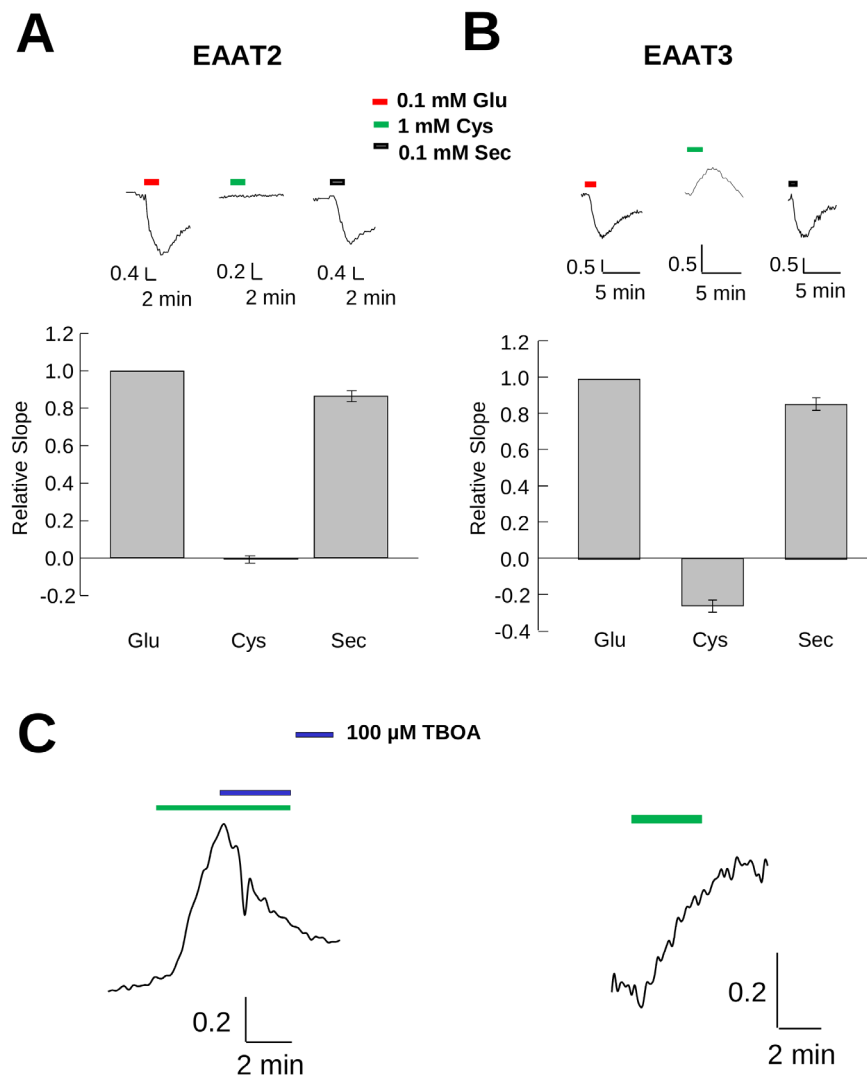 A
B
EAAT2
EAAT3
0.1 mM Glu
1 mM Cys
0.1 mM Sec
0.4
2 min
0.2
2 min
0.4
2 min
0.5
5 min
0.5
5 min
0.5
5 min
Relative Slope
1.2
1.0
0.8
0.6
0.4
0.2
0.0
-0.2
Glu
Cys
Sec
Relative Slope
1.2
1.0
0.8
0.6
0.4
0.2
0.0
-0.2
-0.4
Glu
Cys
Sec
C
100 µM TBOA
0.2
2 min
0.2
2 min